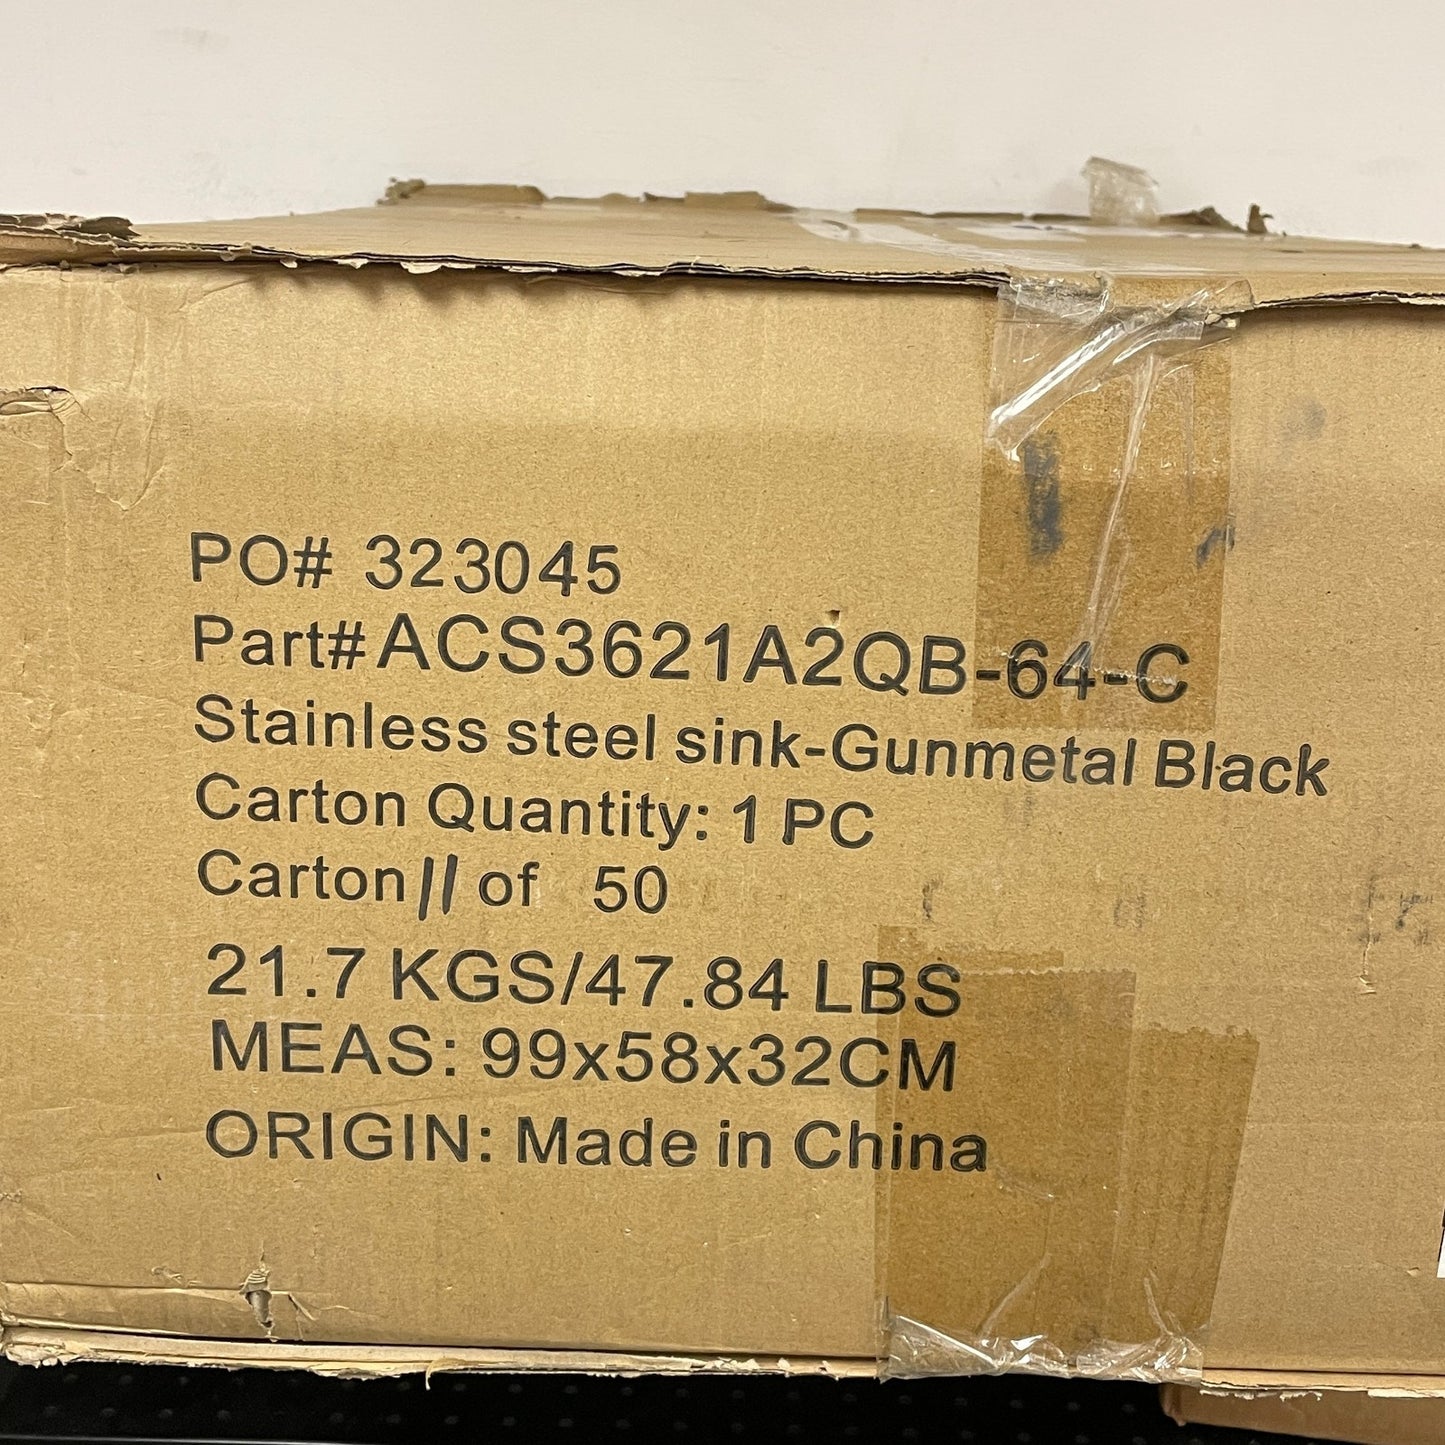 PO# 323045
Part#ACS3621A2QB-64-C
Stainless steel sink-Gunmetal Black
Carton Quantity: 1 PC
Carton 11 of 50
21.7 KGS/47.84 LBS
MEAS: 99x58x32CM
ORIGIN: Made in China